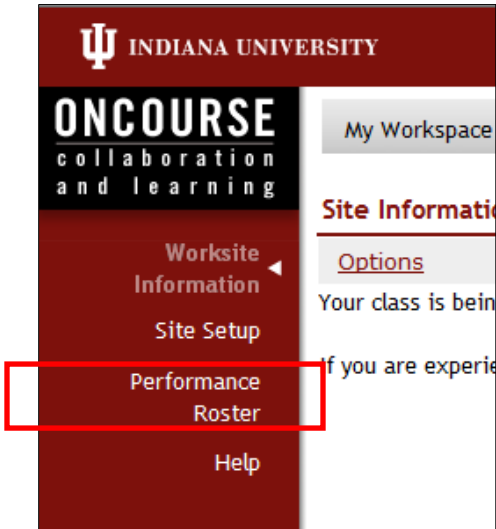 INDIANA UNIVERSITY
ONCOURSE
collaboration
and learning
My Workspace
Site Informati
Options
Your class is bein
If you are experie
Worksite
Information
Site Setup
Performance
Roster
Help